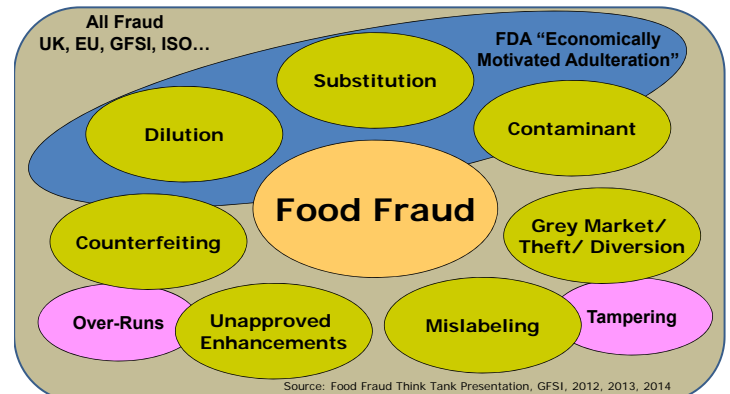 All Fraud
UK, EU, GFSI, ISO…
FDA “Economically
Motivated Adulteration”
Substitution
Dilution
Contaminant
Food Fraud
Counterfeiting
Grey Market/
Theft/ Diversion
Over-Runs
Unapproved
Enhancements
Mislabeling
Tampering
Source: Food Fraud Think Tank Presentation, GFSI, 2012, 2013, 2014